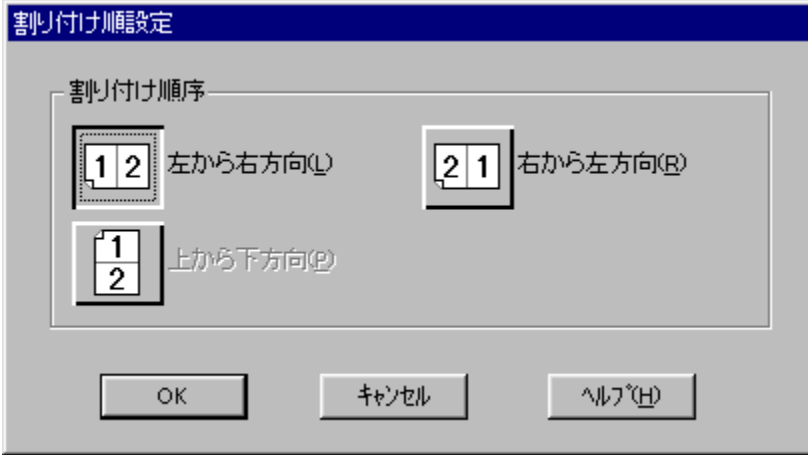 割り付け順設定
割り付け順序
1 2 左から右方向(L)
2 1 右から左方向(R)
1
2
上から下方向(P)
OK
ｷｬﾝｾﾙ
ﾍﾙﾌﾟ(H)